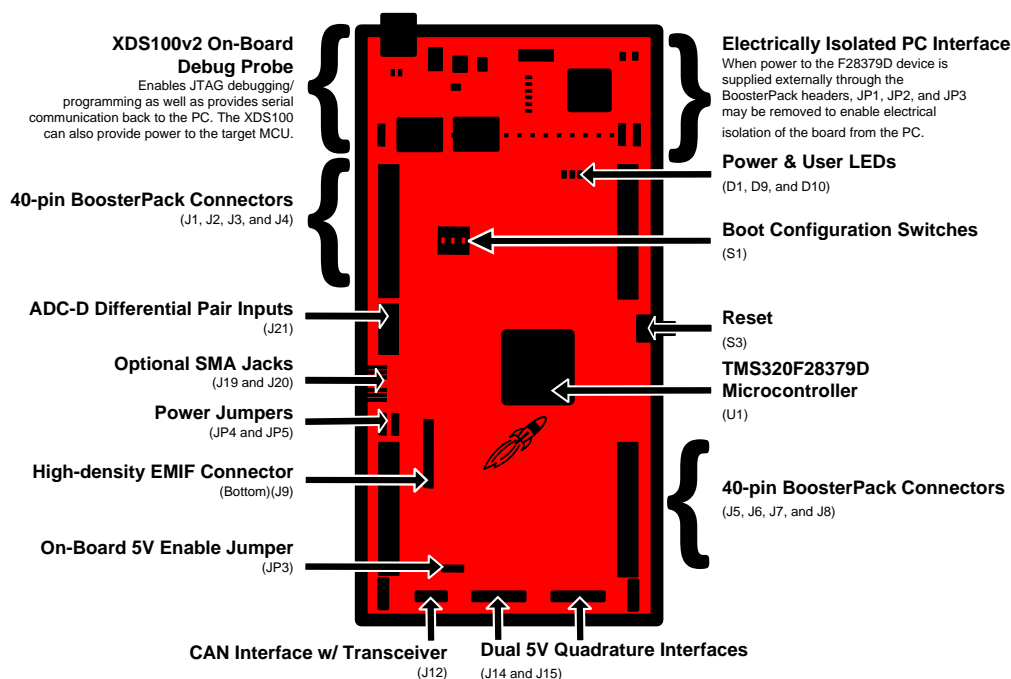 XDS100v2 On-Board
Debug Probe
Enables JTAG debugging/
programming as well as provides serial
communication back to the PC. The XDS100
can also provide power to the target MCU.
40-pin BoosterPack Connectors
(J1, J2, J3, and J4)
ADC-D Differential Pair Inputs
(J21)
Optional SMA Jacks
(J19 and J20)
Power Jumpers
(JP4 and JP5)
High-density EMIF Connector
(Bottom)(J9)
On-Board 5V Enable Jumper
(JP3)
CAN Interface w/ Transceiver
(J12)
Dual 5V Quadrature Interfaces
(J14 and J15)
Electrically Isolated PC Interface
When power to the F28379D device is
supplied externally through the
BoosterPack headers, JP1, JP2, and JP3
may be removed to enable electrical
isolation of the board from the PC.
Power & User LEDs
(D1, D9, and D10)
Boot Configuration Switches
(S1)
Reset
(S3)
TMS320F28379D
Microcontroller
(U1)
40-pin BoosterPack Connectors
(J5, J6, J7, and J8)